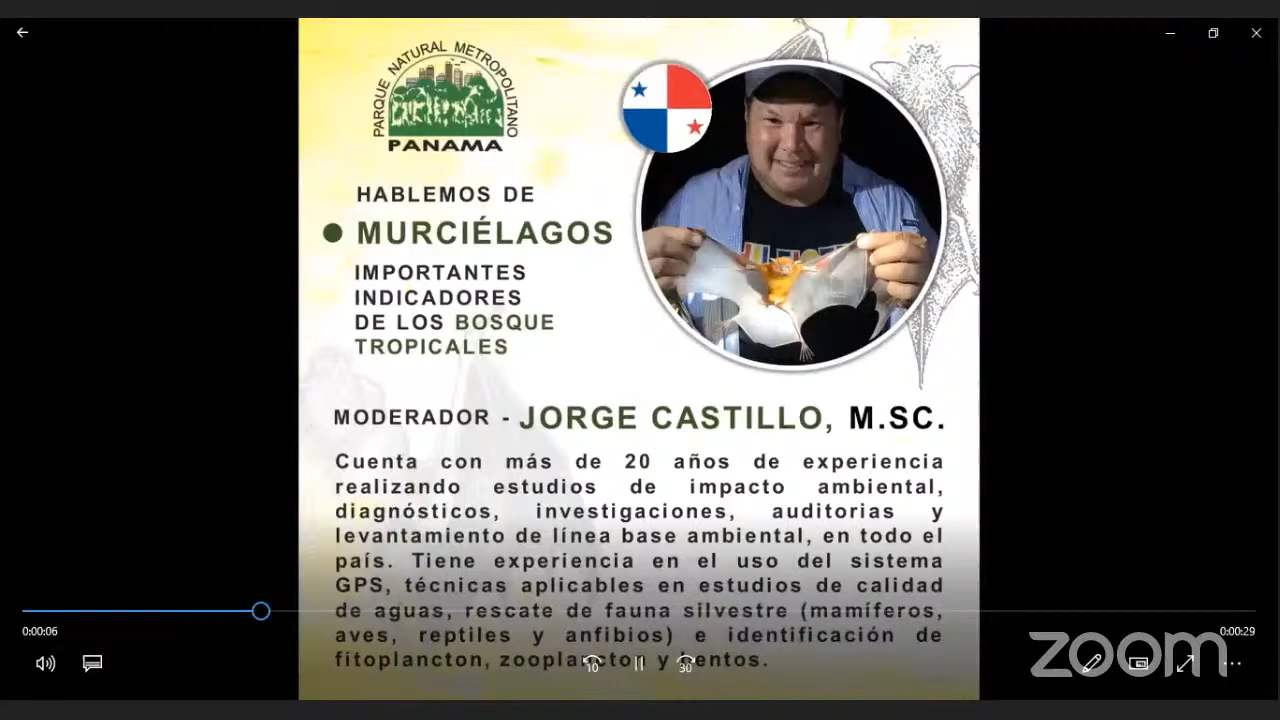 PARQUE NATURAL METROPOLITANO
PANAMA
HABLEMOS DE
MURCIÉLAGOS
IMPORTANTES
INDICADORES
DE LOS BOSQUE
TROPICALES
MODERADOR - JORGE CASTILLO, M.SC.
Cuenta con más de 20 años de experiencia
realizando estudios de impacto ambiental,
diagnósticos, investigaciones, auditorias y
levantamiento de línea base ambiental, en todo el
país. Tiene experiencia en el uso del sistema
GPS, técnicas aplicables en estudios de calidad
de aguas, rescate de fauna silvestre (mamíferos,
aves, reptiles y anfibios) e identificación de
fitoplancton, zooplancton y bentos.
0:00:06
0:00:29
10
30
zoom